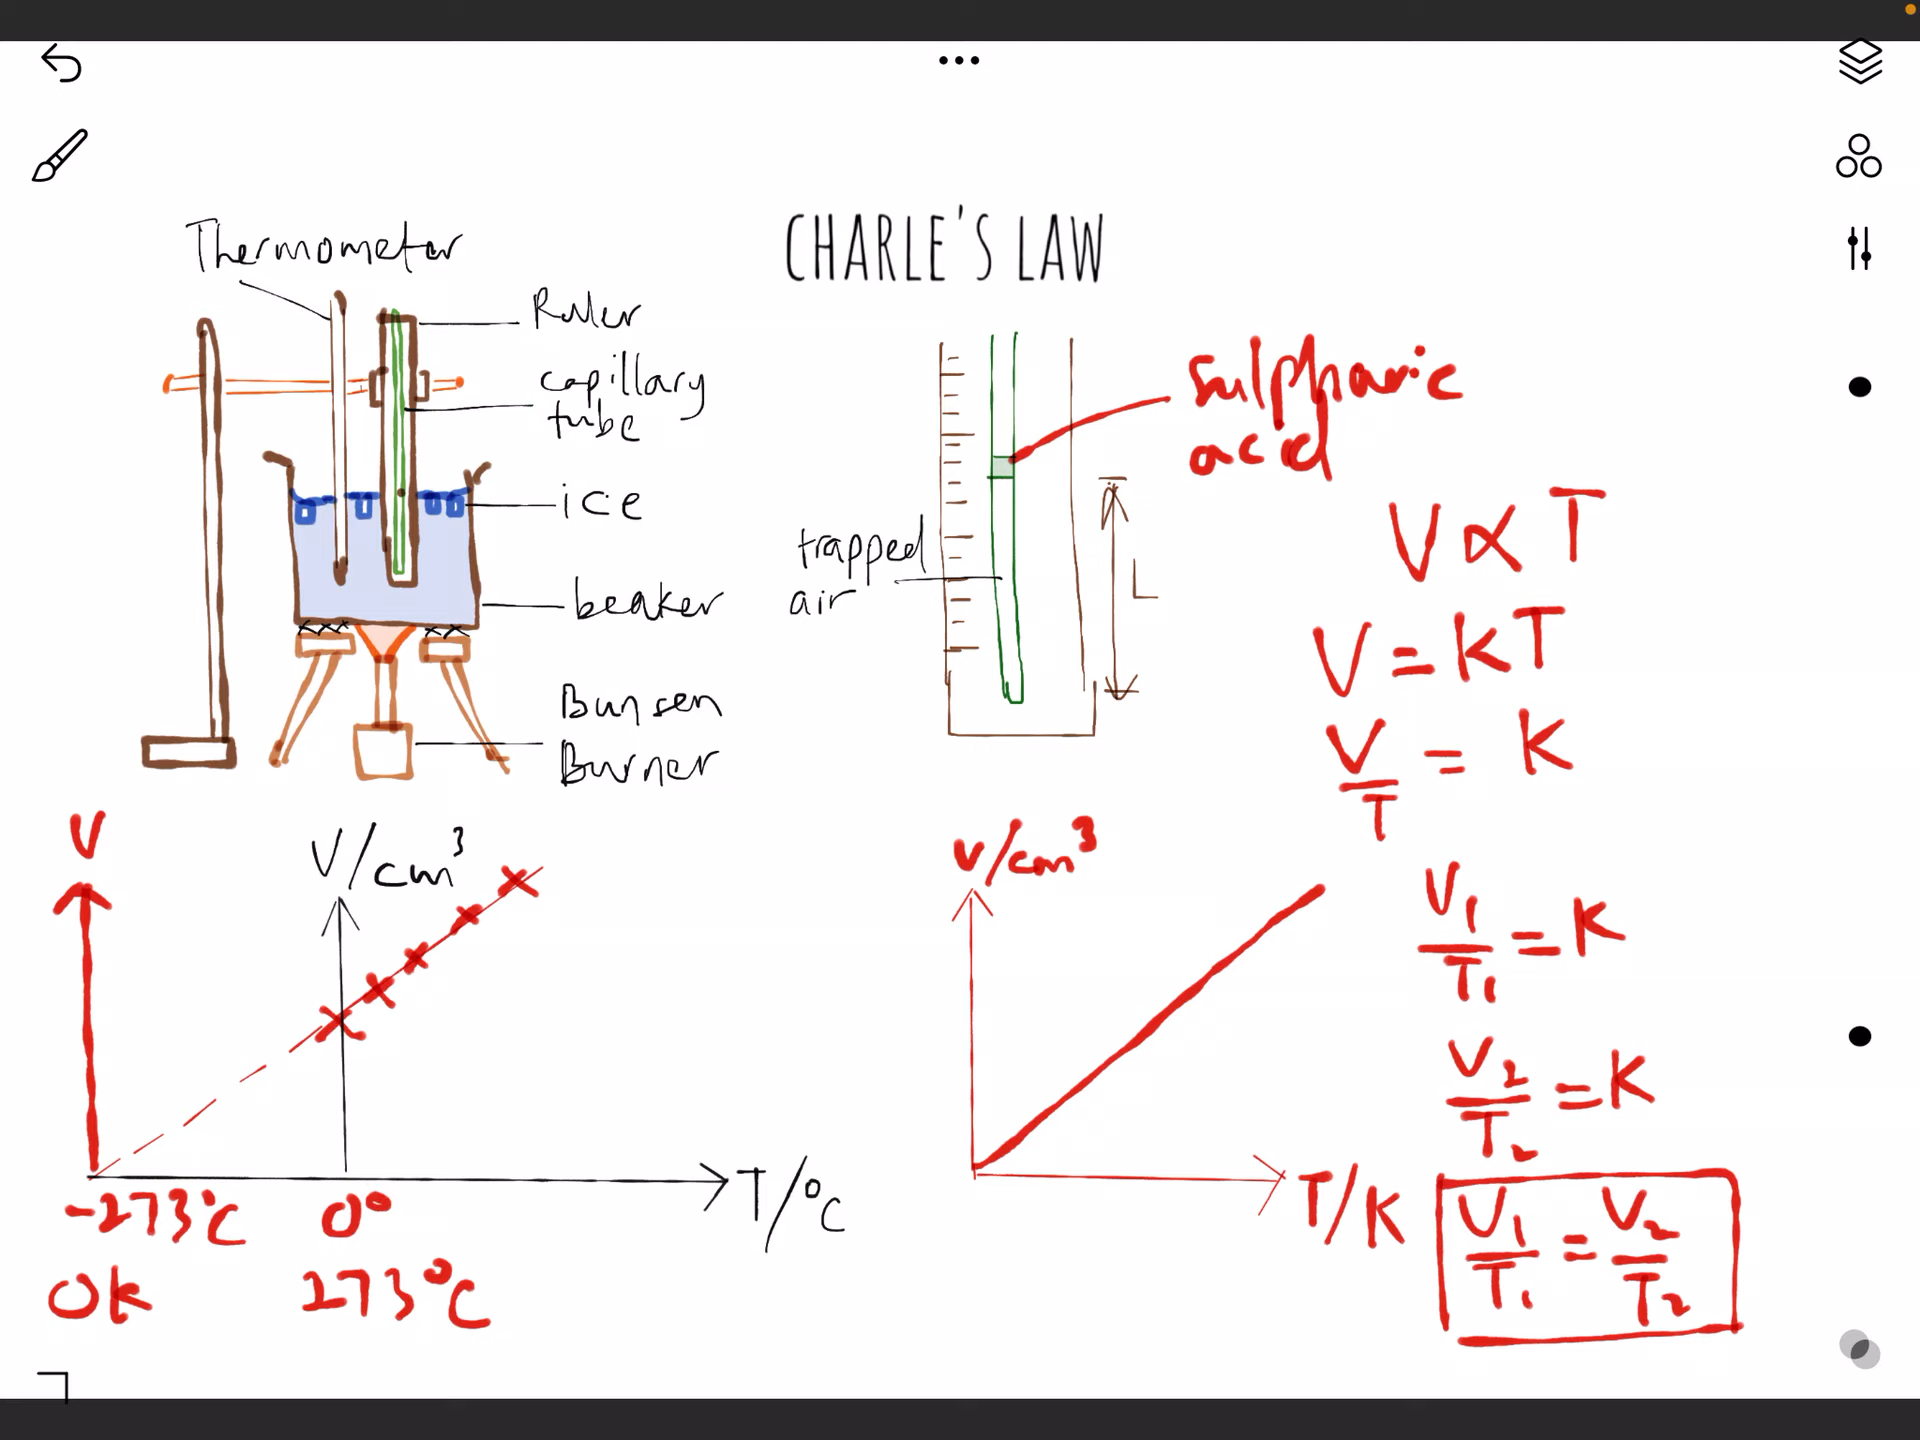 CHARLE'S LAW
Thermometer
Ruler
capillary
tube
ice
beaker
Bunsen
Burner
sulpharic
acid
trapped
air
L
V ∝ T
V = KT
V/T = K
V₁/T₁ = K
V₂/T₂ = K
V₁/T₁ = V₂/T₂
V
V/cm³
T/°C
-273°C 0°
0K 273°C
V/cm³
T/K